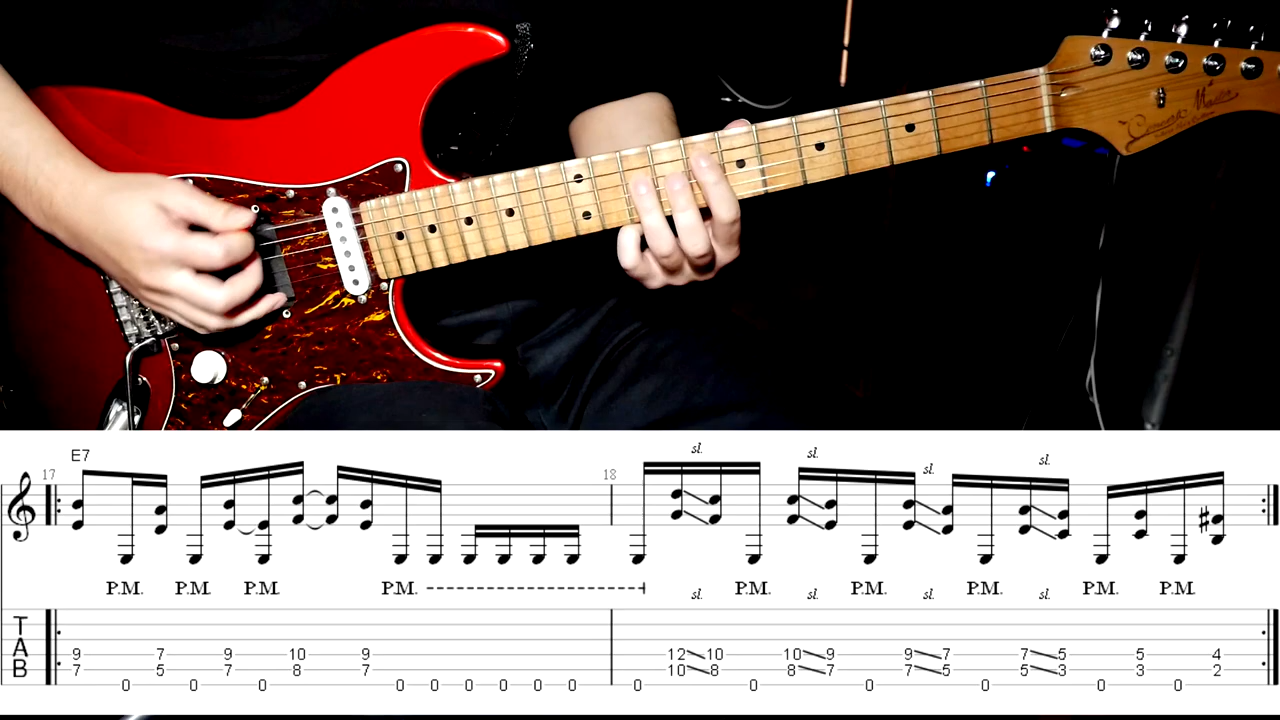 E7
17 18
sl. sl. sl. sl.
P.M. P.M. P.M. P.M. P.M. P.M. P.M. P.M. P.M.
sl. sl. sl. sl.
T
A 9 7 9 10 9 12 10 10 9 9 7 7 5 5 4
B 7 5 7 8 7 10 8 8 7 7 5 5 3 3 2
0 0 0 0 0 0 0 0 0 0 0 0 0 0 0